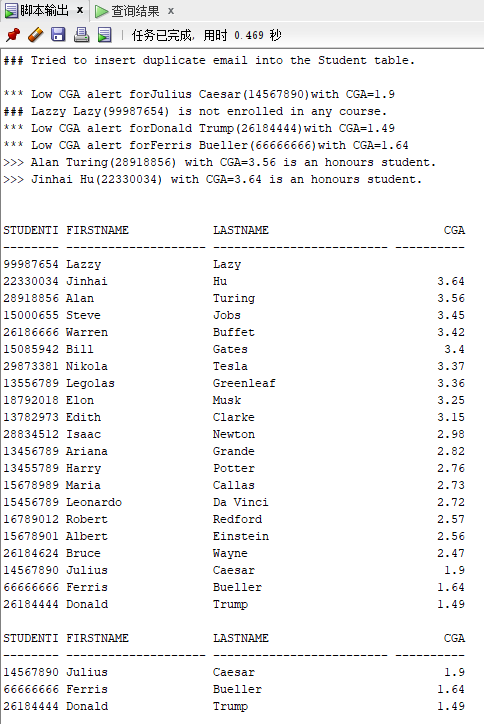 脚本输出 x 查询结果 x
任务已完成, 用时 0.469 秒
### Tried to insert duplicate email into the Student table.
*** Low CGA alert forJulius Caesar(14567890)with CGA=1.9
### Lazzy Lazy(99987654) is not enrolled in any course.
*** Low CGA alert forDonald Trump(26184444)with CGA=1.49
*** Low CGA alert forFerris Bueller(66666666)with CGA=1.64
>>> Alan Turing(28918856) with CGA=3.56 is an honours student.
>>> Jinhai Hu(22330034) with CGA=3.64 is an honours student.
STUDENTI FIRSTNAME LASTNAME CGA
-------- -------------------- ------------------------- ----------
99987654 Lazzy Lazy
22330034 Jinhai Hu 3.64
28918856 Alan Turing 3.56
15000655 Steve Jobs 3.45
26186666 Warren Buffet 3.42
15085942 Bill Gates 3.4
29873381 Nikola Tesla 3.37
13556789 Legolas Greenleaf 3.36
18792018 Elon Musk 3.25
13782973 Edith Clarke 3.15
28834512 Isaac Newton 2.98
13456789 Ariana Grande 2.82
13455789 Harry Potter 2.76
15678989 Maria Callas 2.73
15456789 Leonardo Da Vinci 2.72
16789012 Robert Redford 2.57
15678901 Albert Einstein 2.56
26184624 Bruce Wayne 2.47
14567890 Julius Caesar 1.9
66666666 Ferris Bueller 1.64
26184444 Donald Trump 1.49
STUDENTI FIRSTNAME LASTNAME CGA
-------- -------------------- ------------------------- ----------
14567890 Julius Caesar 1.9
66666666 Ferris Bueller 1.64
26184444 Donald Trump 1.49